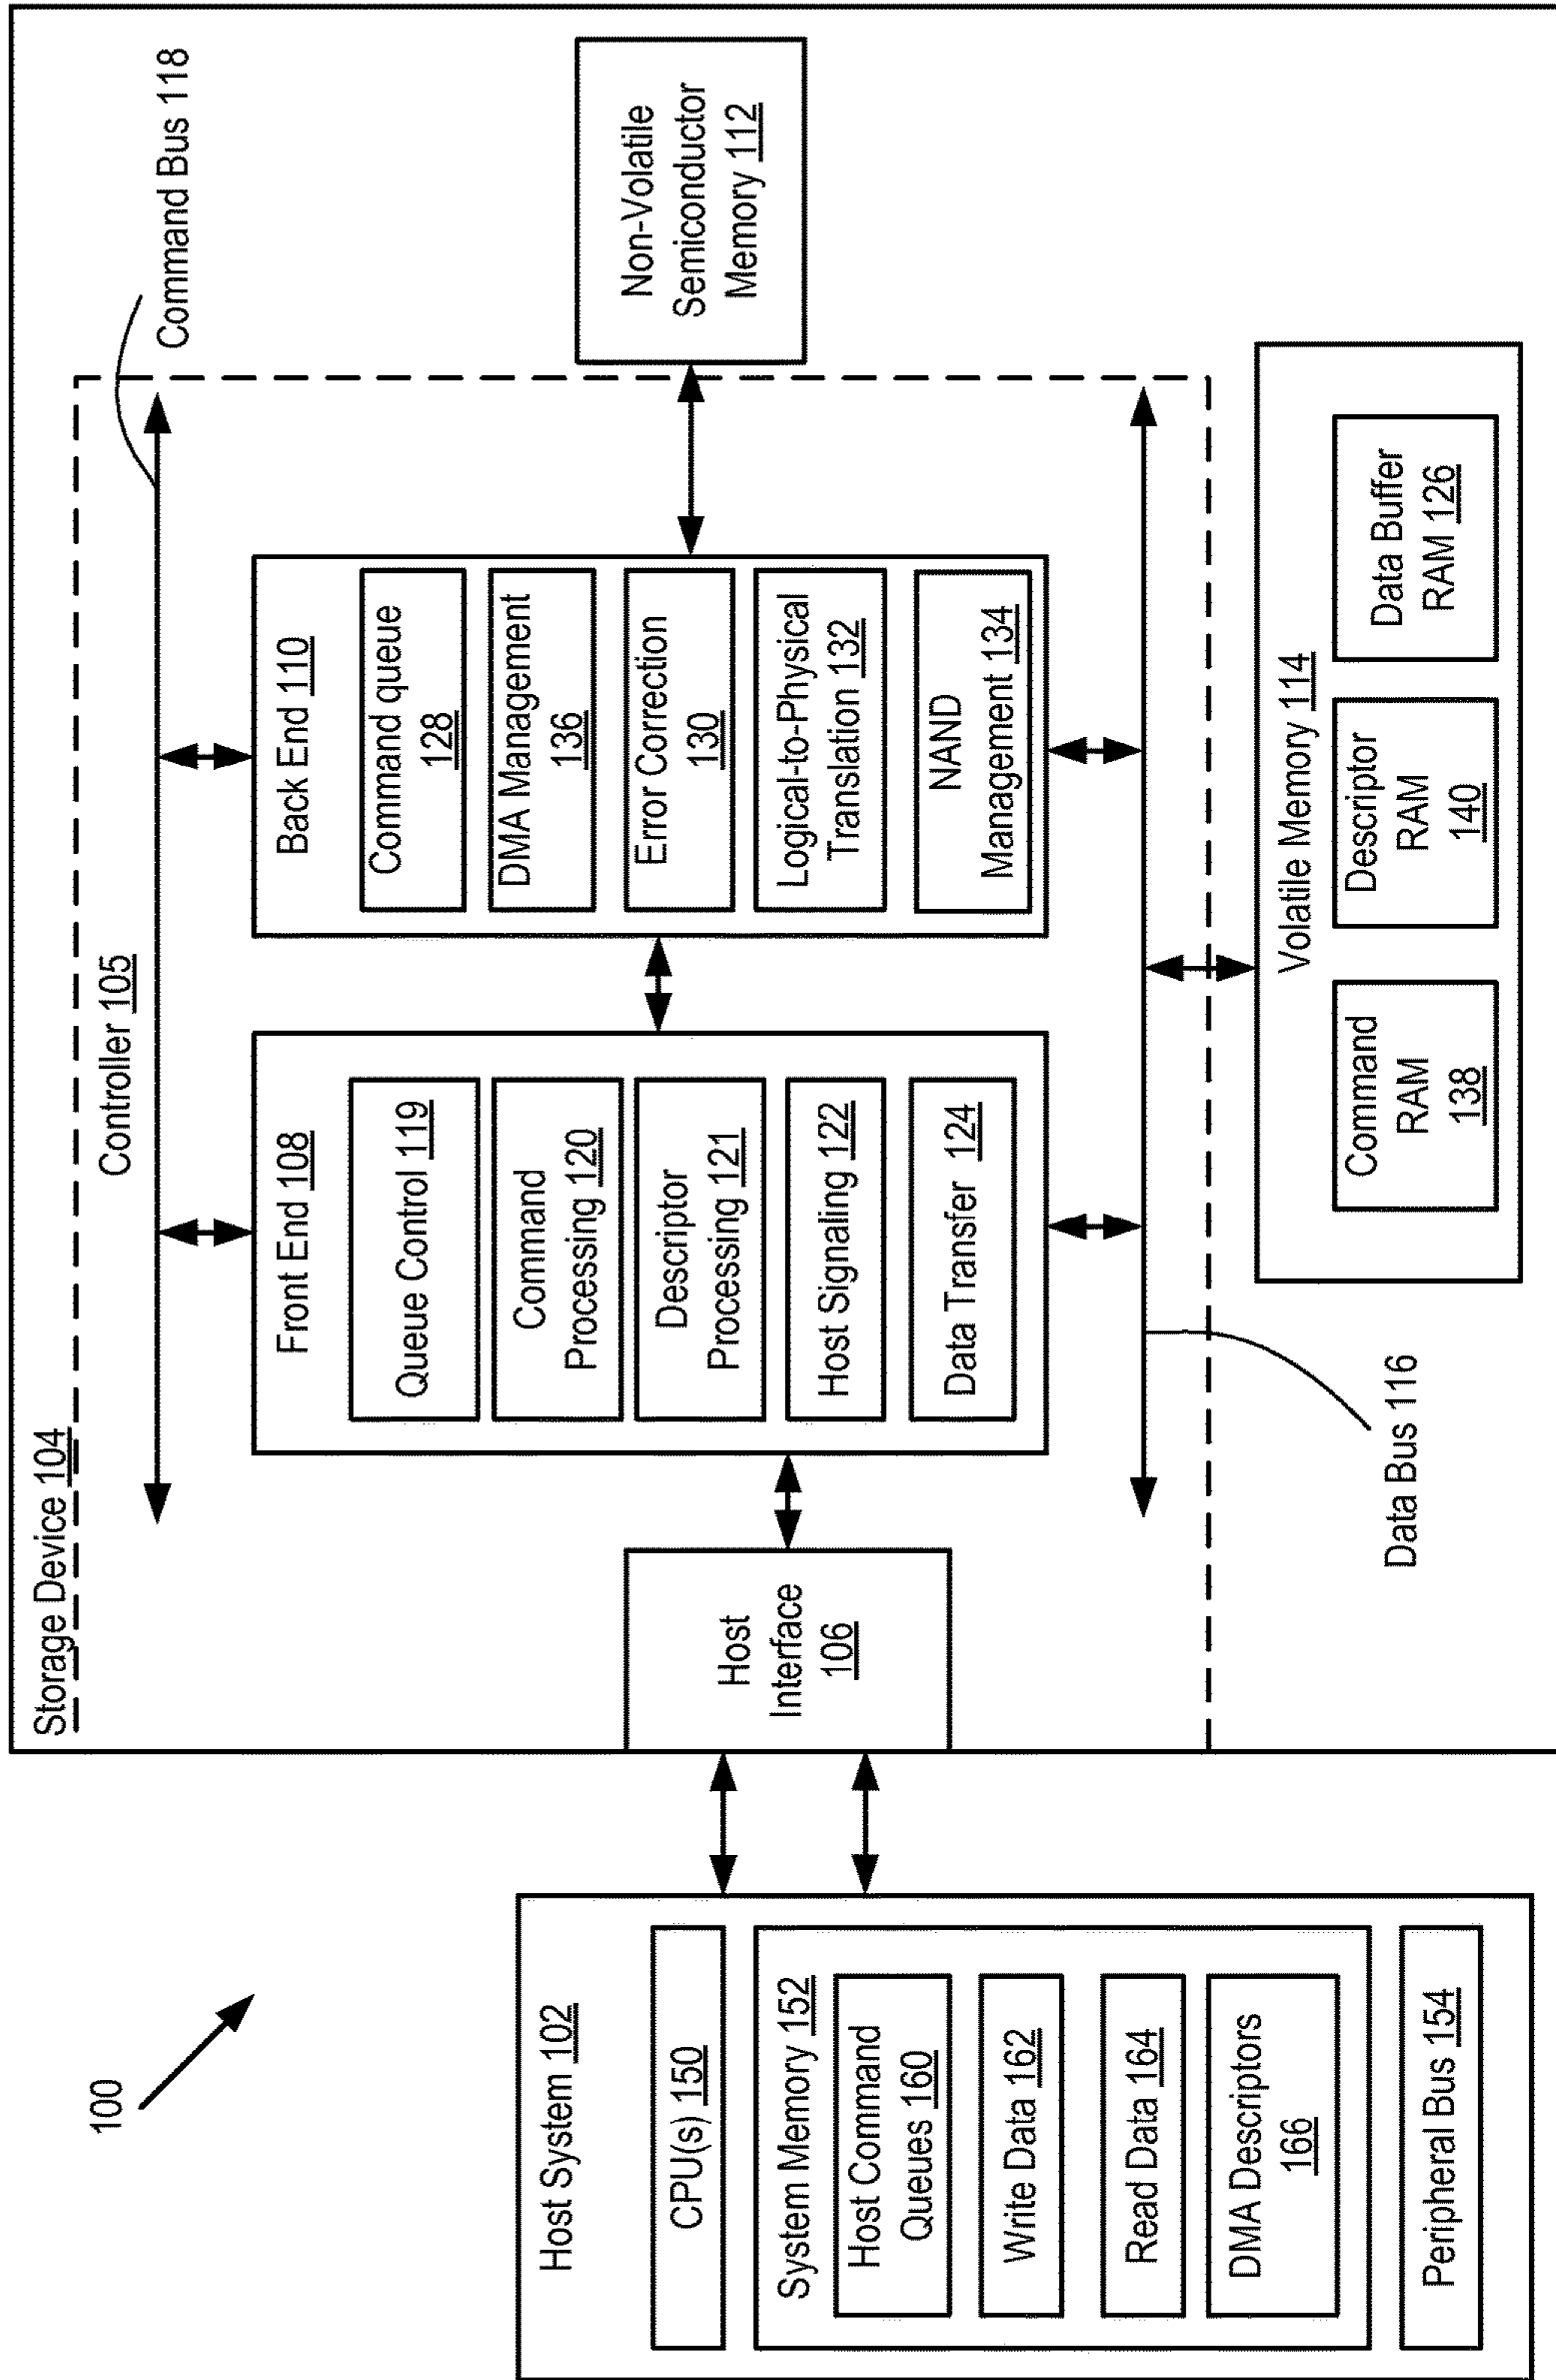 100
Host System 102
CPU(s) 150
System Memory 152
Host Command
Queues 160
Write Data 162
Read Data 164
DMA Descriptors
166
Peripheral Bus 154
Storage Device 104
Controller 105
Command Bus 118
Host
Interface
106
Front End 108
Queue Control 119
Command
Processing 120
Descriptor
Processing 121
Host Signaling 122
Data Transfer 124
Back End 110
Command queue
128
DMA Management
136
Error Correction
130
Logical-to-Physical
Translation 132
NAND
Management 134
Non-Volatile
Semiconductor
Memory 112
Data Bus 116
Volatile Memory 114
Command
RAM
138
Descriptor
RAM
140
Data Buffer
RAM 126